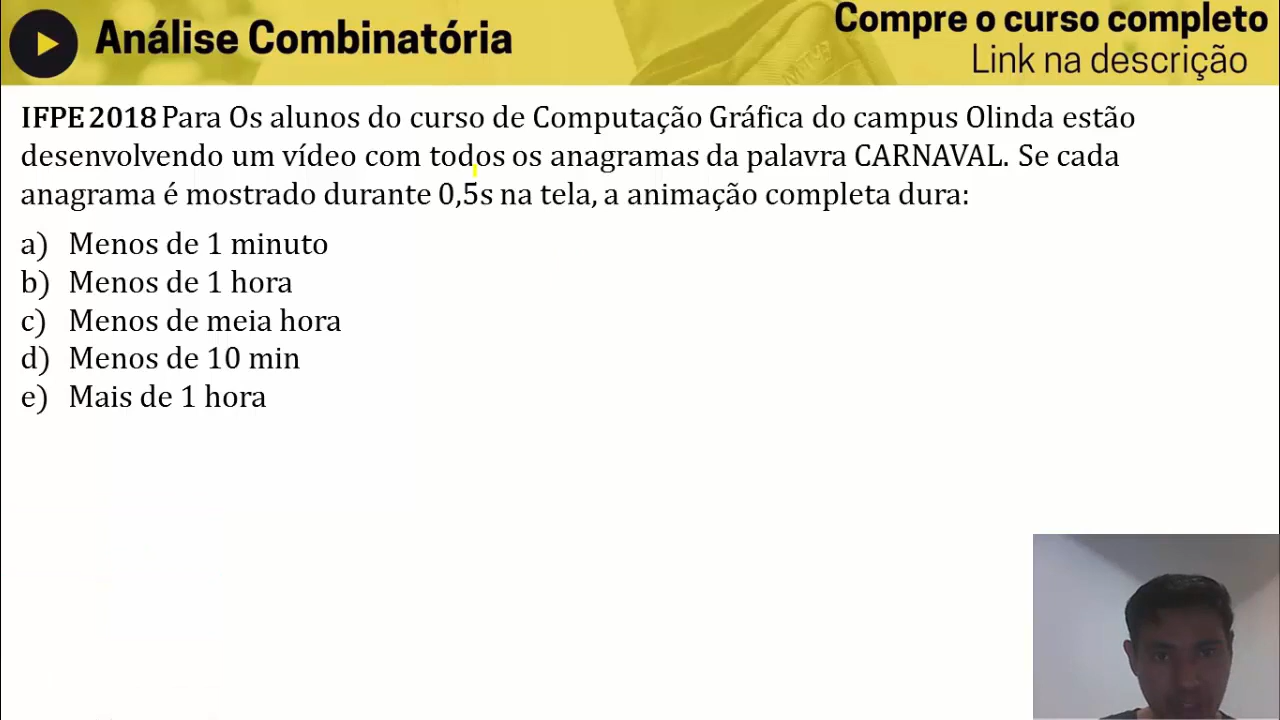 Análise Combinatória
Compre o curso completo
Link na descrição
IFPE 2018 Para Os alunos do curso de Computação Gráfica do campus Olinda estão
desenvolvendo um vídeo com todos os anagramas da palavra CARNAVAL. Se cada
anagrama é mostrado durante 0,5s na tela, a animação completa dura:
a) Menos de 1 minuto
b) Menos de 1 hora
c) Menos de meia hora
d) Menos de 10 min
e) Mais de 1 hora